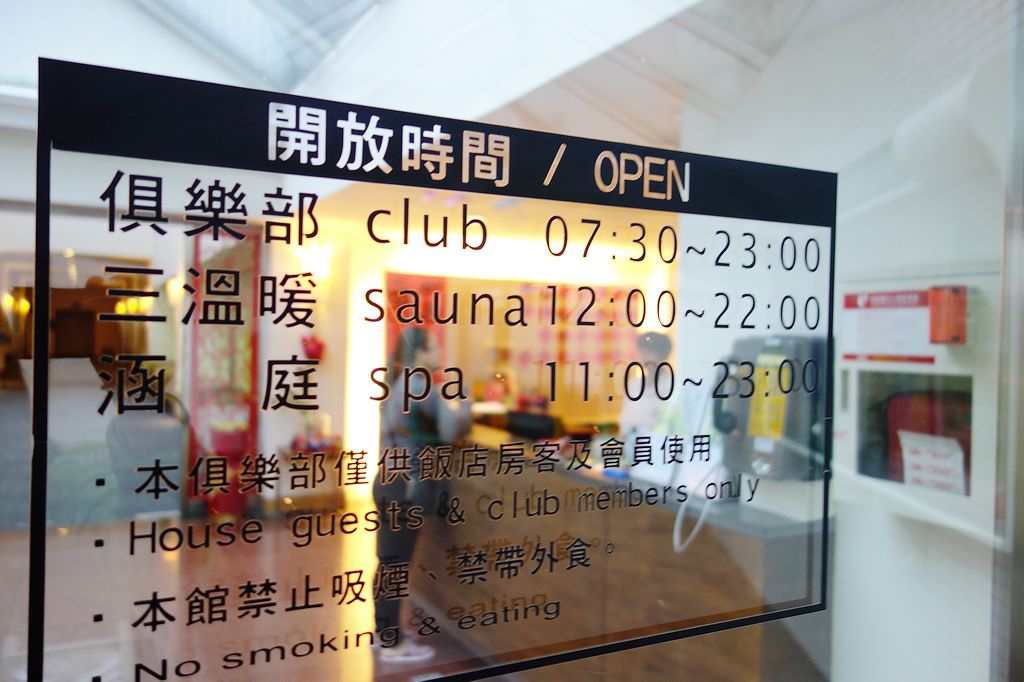 開放時間 / OPEN
俱樂部 club 07:30~23:00
三溫暖 sauna 12:00~22:00
涵 庭 spa 11:00~23:00
· 本俱樂部僅供飯店房客及會員使用
· House guests & club members only
· 本館禁止吸煙、禁帶外食。
· No smoking & eating